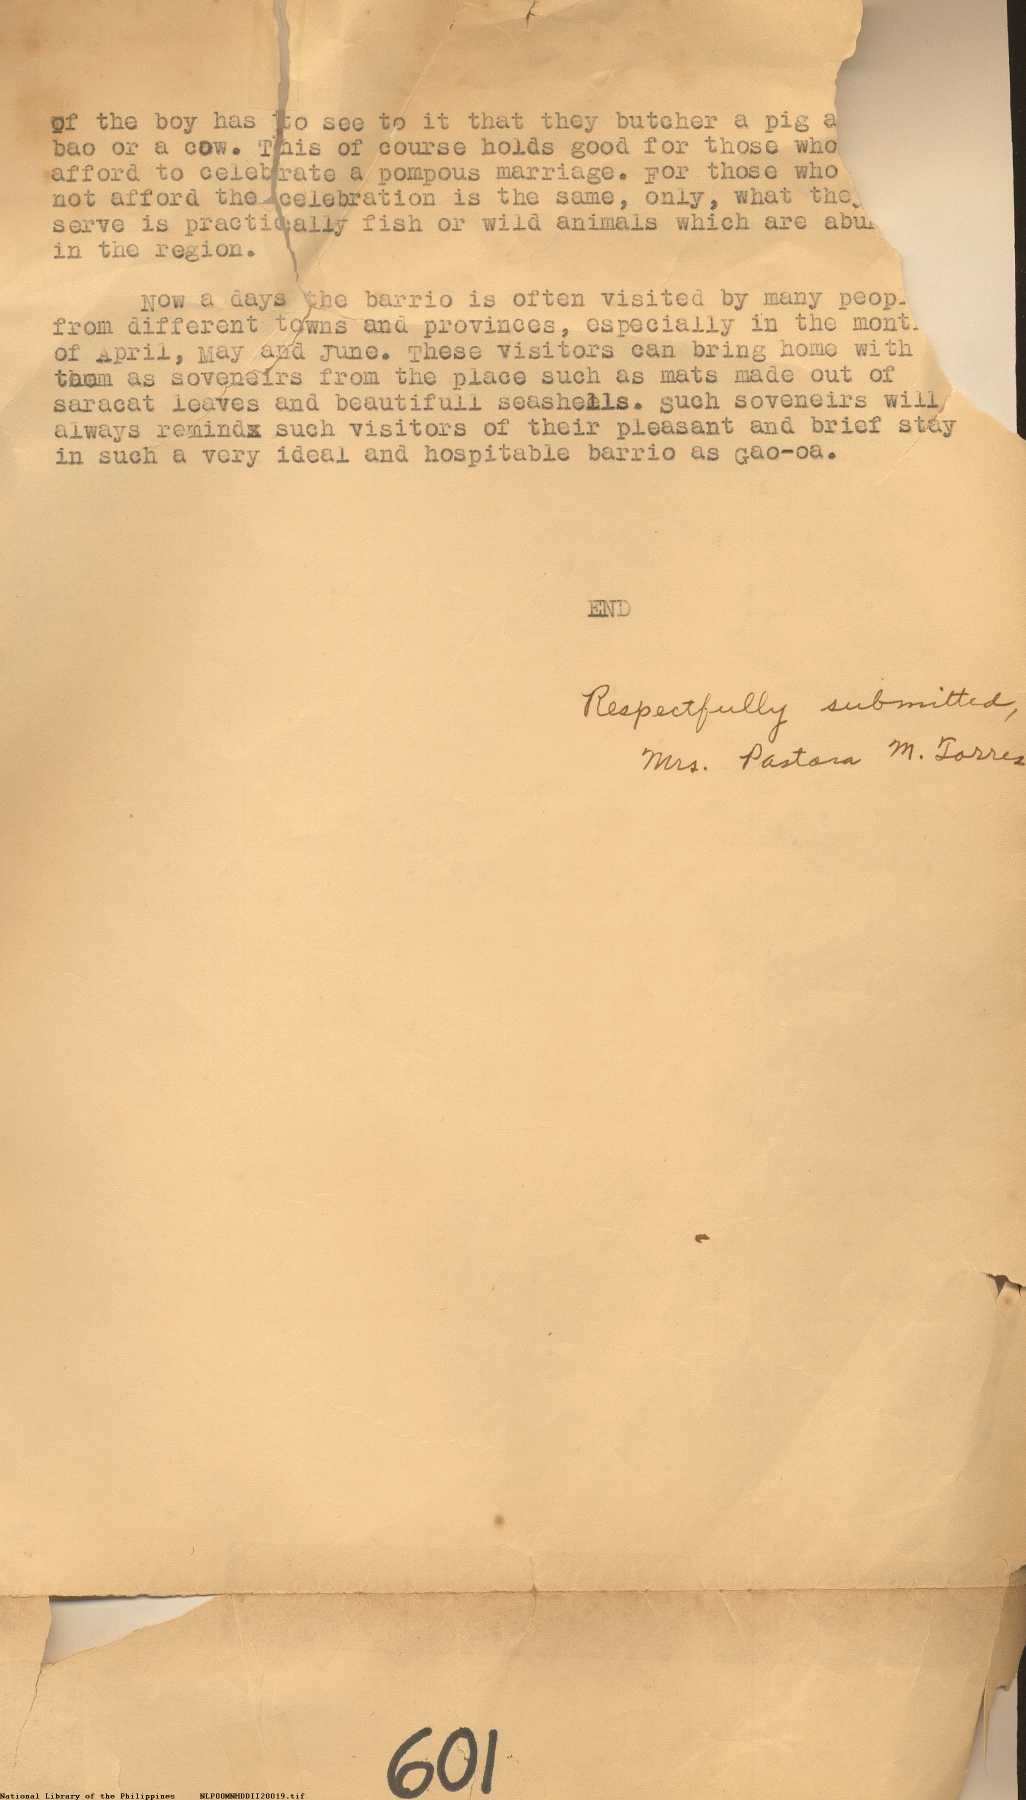 of the boy has to see to it that they butcher a pig a
bao or a cow. This of course holds good for those who
afford to celebrate a pompous marriage. For those who
not afford the celebration is the same, only, what they
serve is practically fish or wild animals which are abun
in the region.
Now a days the barrio is often visited by many peopl
from different towns and provinces, especially in the mont
of April, May and June. These visitors can bring home with
them as soveneirs from the place such as mats made out of
saracat leaves and beautifull seashells. Such soveneirs will
always remindx such visitors of their pleasant and brief stay
in such a very ideal and hospitable barrio as Gao-oa.
END
Respectfully submitted,
Mrs. Pastora M. Torres
601
National Library of the Philippines NLP00MNHDDII20019.tif